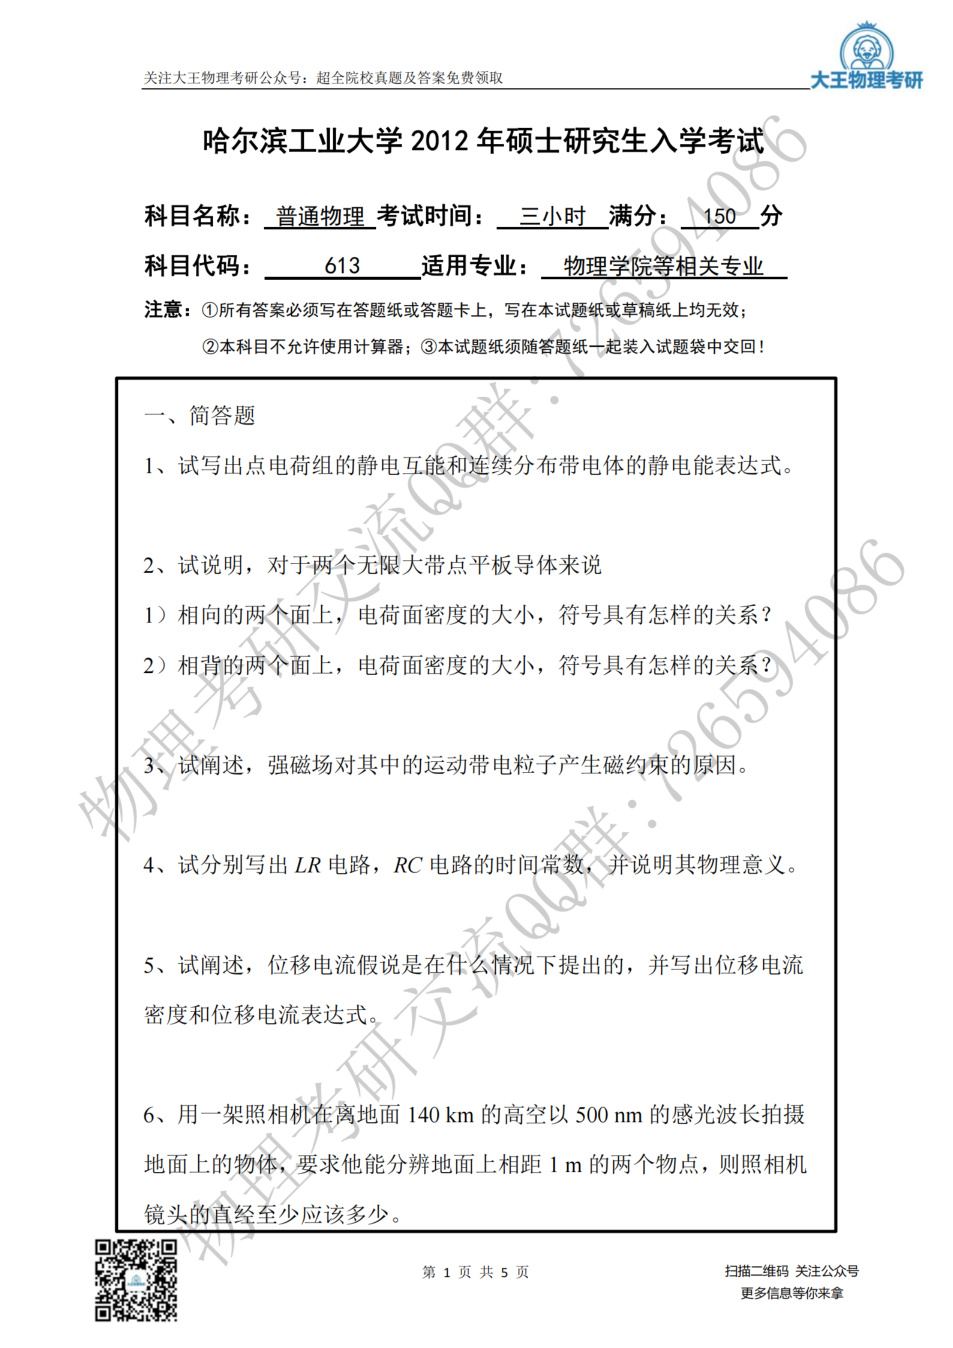 关注大王物理考研公众号：超全院校真题及答案免费领取
大王物理考研
哈尔滨工业大学 2012 年硕士研究生入学考试
科目名称： 普通物理 考试时间： 三小时 满分： 150 分
科目代码： 613 适用专业： 物理学院等相关专业
注意：①所有答案必须写在答题纸或答题卡上，写在本试题纸或草稿纸上均无效；
②本科目不允许使用计算器；③本试题纸须随答题纸一起装入试题袋中交回！
一、简答题
1、试写出点电荷组的静电互能和连续分布带电体的静电能表达式。
2、试说明，对于两个无限大带点平板导体来说
1）相向的两个面上，电荷面密度的大小，符号具有怎样的关系？
2）相背的两个面上，电荷面密度的大小，符号具有怎样的关系？
3、试阐述，强磁场对其中的运动带电粒子产生磁约束的原因。
4、试分别写出 LR 电路，RC 电路的时间常数，并说明其物理意义。
5、试阐述，位移电流假说是在什么情况下提出的，并写出位移电流
密度和位移电流表达式。
6、用一架照相机在离地面 140 km 的高空以 500 nm 的感光波长拍摄
地面上的物体，要求他能分辨地面上相距 1 m 的两个物点，则照相机
镜头的直经至少应该多少。
物理考研交流QQ群：726594086
物理考研交流QQ群：726594086
第 1 页 共 5 页
扫描二维码 关注公众号
更多信息等你来拿